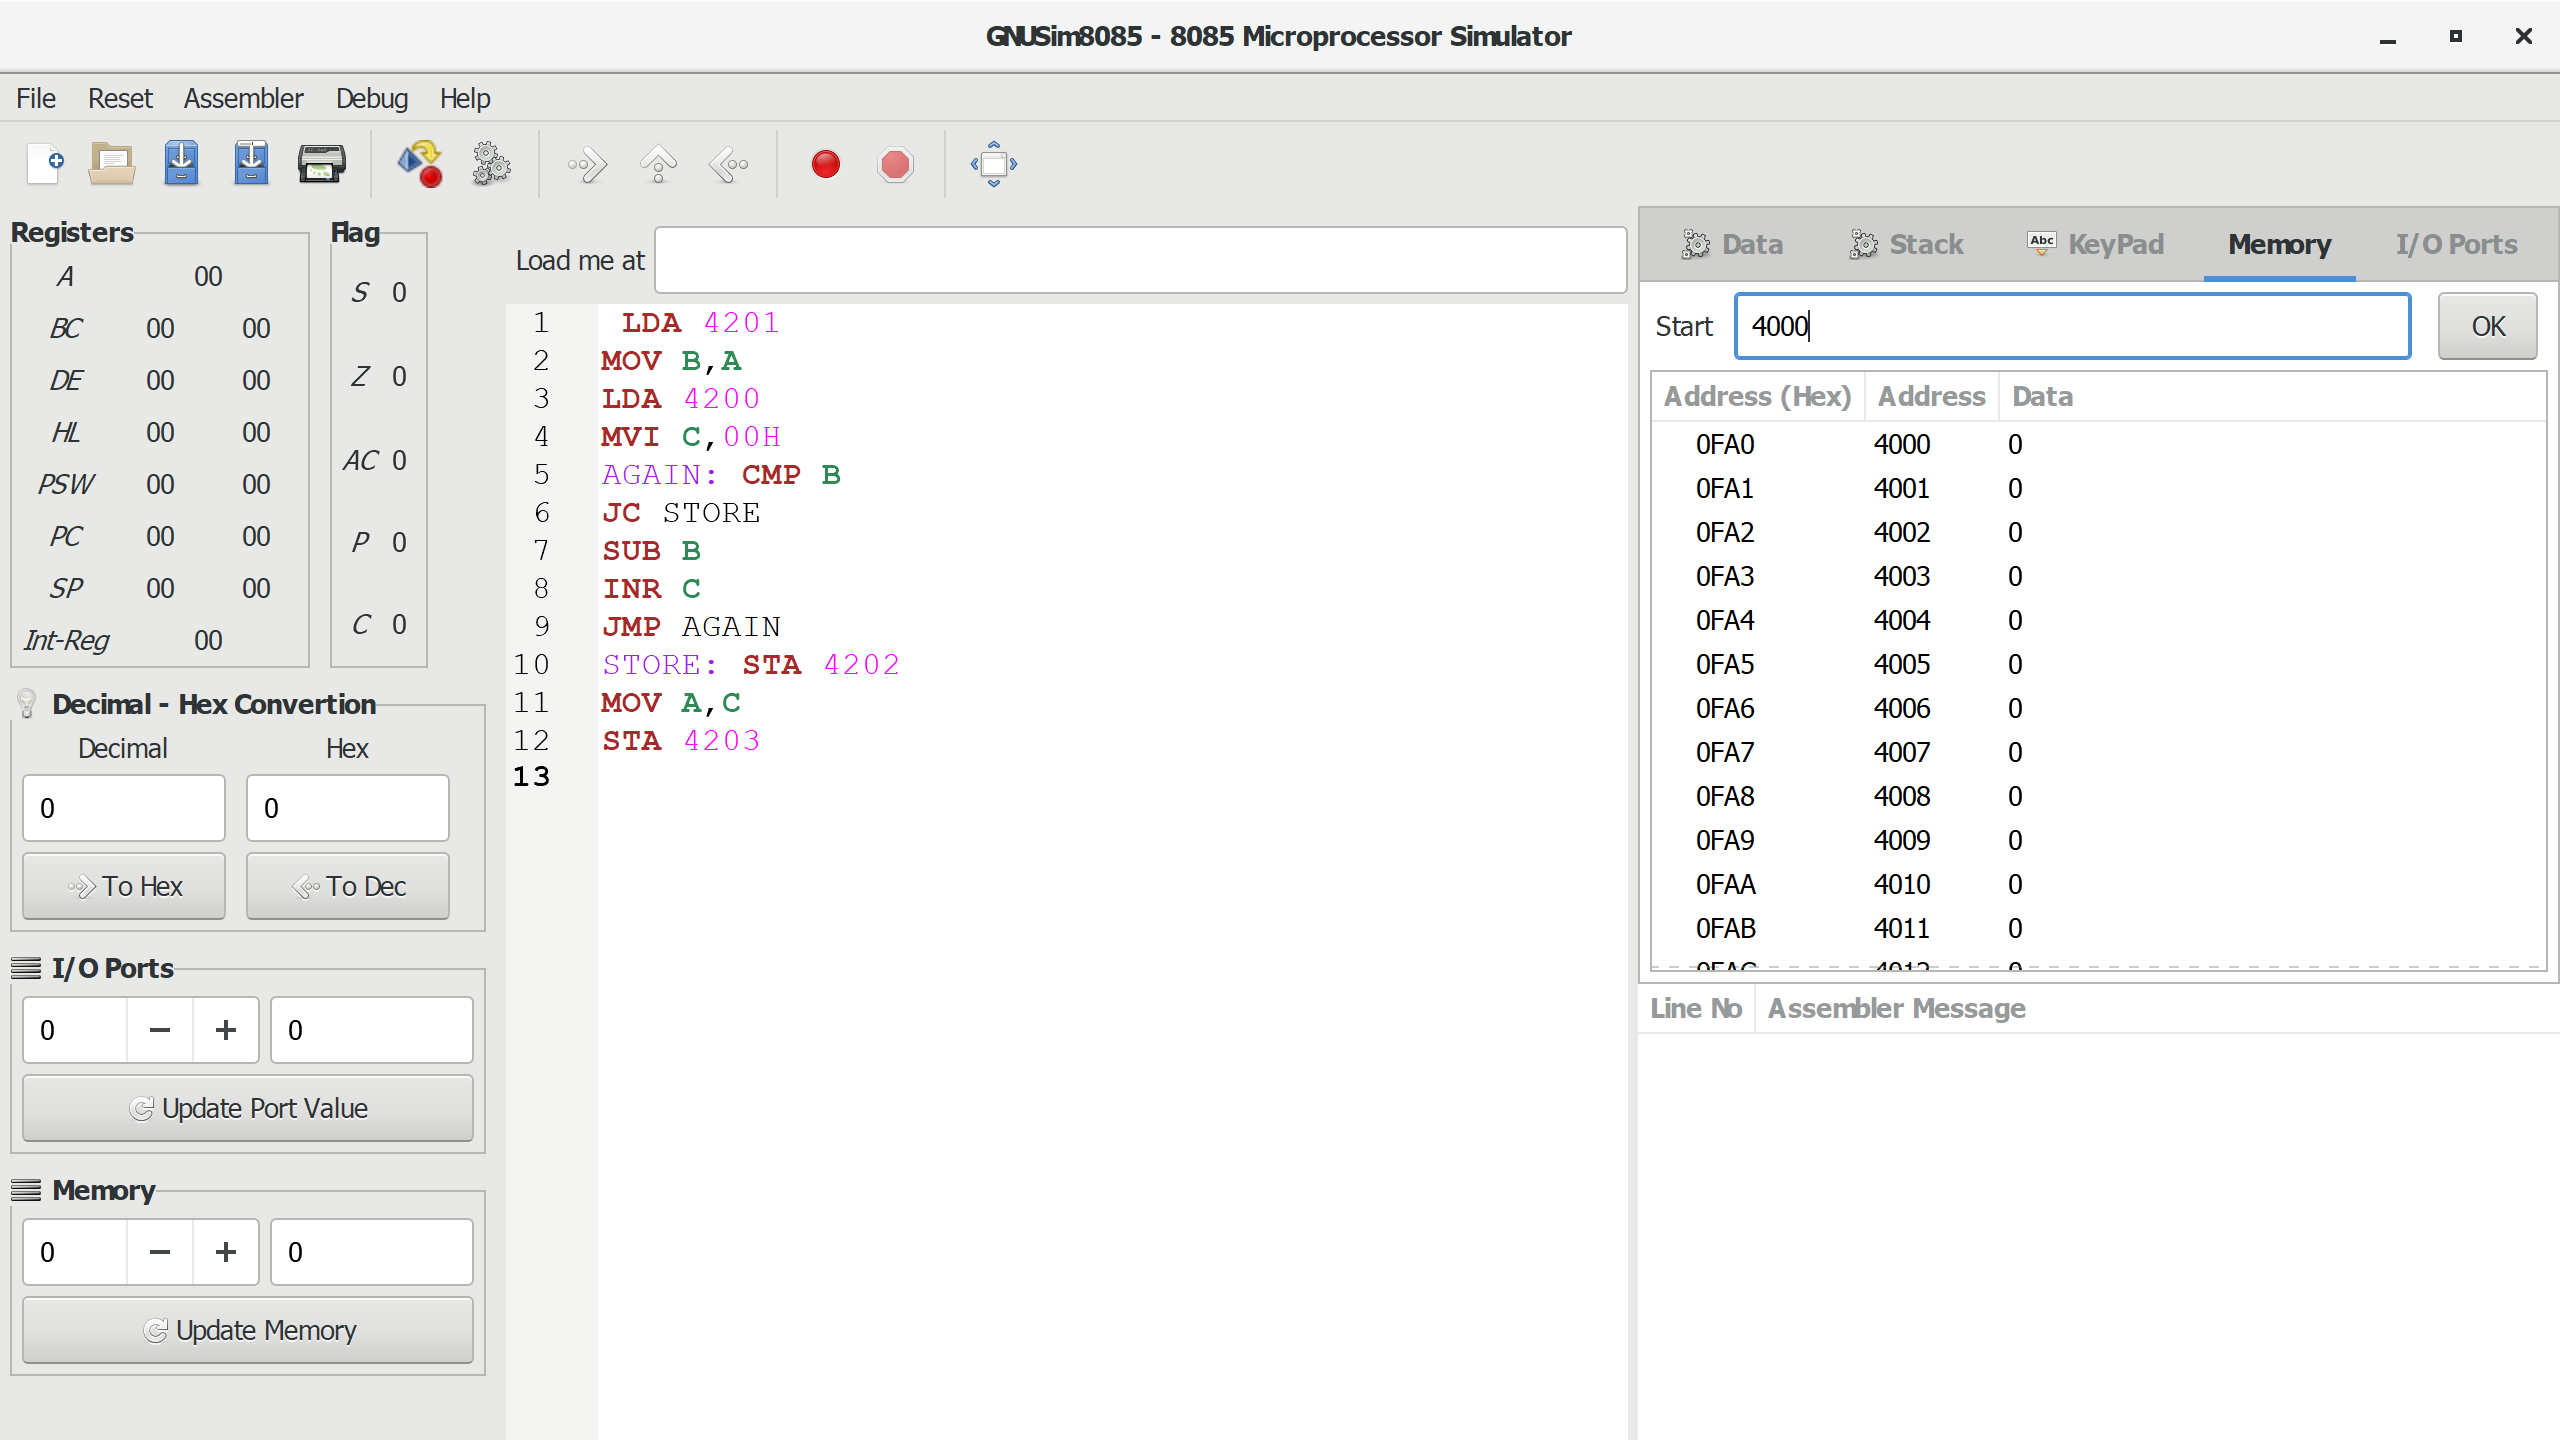 GNUSim8085 - 8085 Microprocessor Simulator
File Reset Assembler Debug Help
Registers
A 00
BC 00 00
DE 00 00
HL 00 00
PSW 00 00
PC 00 00
SP 00 00
Int-Reg 00
Flag
S 0
Z 0
AC 0
P 0
C 0
Decimal - Hex Convertion
Decimal Hex
0 0
To Hex To Dec
I/O Ports
0 − + 0
Update Port Value
Memory
0 − + 0
Update Memory
Load me at
1 LDA 4201
2 MOV B,A
3 LDA 4200
4 MVI C,00H
5 AGAIN: CMP B
6 JC STORE
7 SUB B
8 INR C
9 JMP AGAIN
10 STORE: STA 4202
11 MOV A,C
12 STA 4203
13
Data Stack Abc KeyPad Memory I/O Ports
Start 4000 OK
Address (Hex) Address Data
0FA0 4000 0
0FA1 4001 0
0FA2 4002 0
0FA3 4003 0
0FA4 4004 0
0FA5 4005 0
0FA6 4006 0
0FA7 4007 0
0FA8 4008 0
0FA9 4009 0
0FAA 4010 0
0FAB 4011 0
0FAC 4012 0
Line No Assembler Message